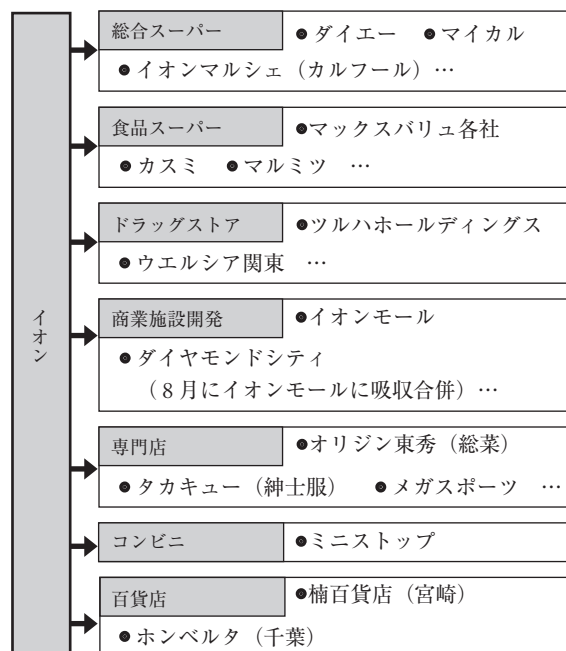 イオン
総合スーパー ●ダイエー ●マイカル
●イオンマルシェ（カルフール）…
食品スーパー ●マックスバリュ各社
●カスミ ●マルミツ …
ドラッグストア ●ツルハホールディングス
●ウエルシア関東 …
商業施設開発 ●イオンモール
●ダイヤモンドシティ
（８月にイオンモールに吸収合併）…
専門店 ●オリジン東秀（総菜）
●タカキュー（紳士服） ●メガスポーツ …
コンビニ ●ミニストップ
百貨店 ●楠百貨店（宮崎）
●ホンベルタ（千葉）